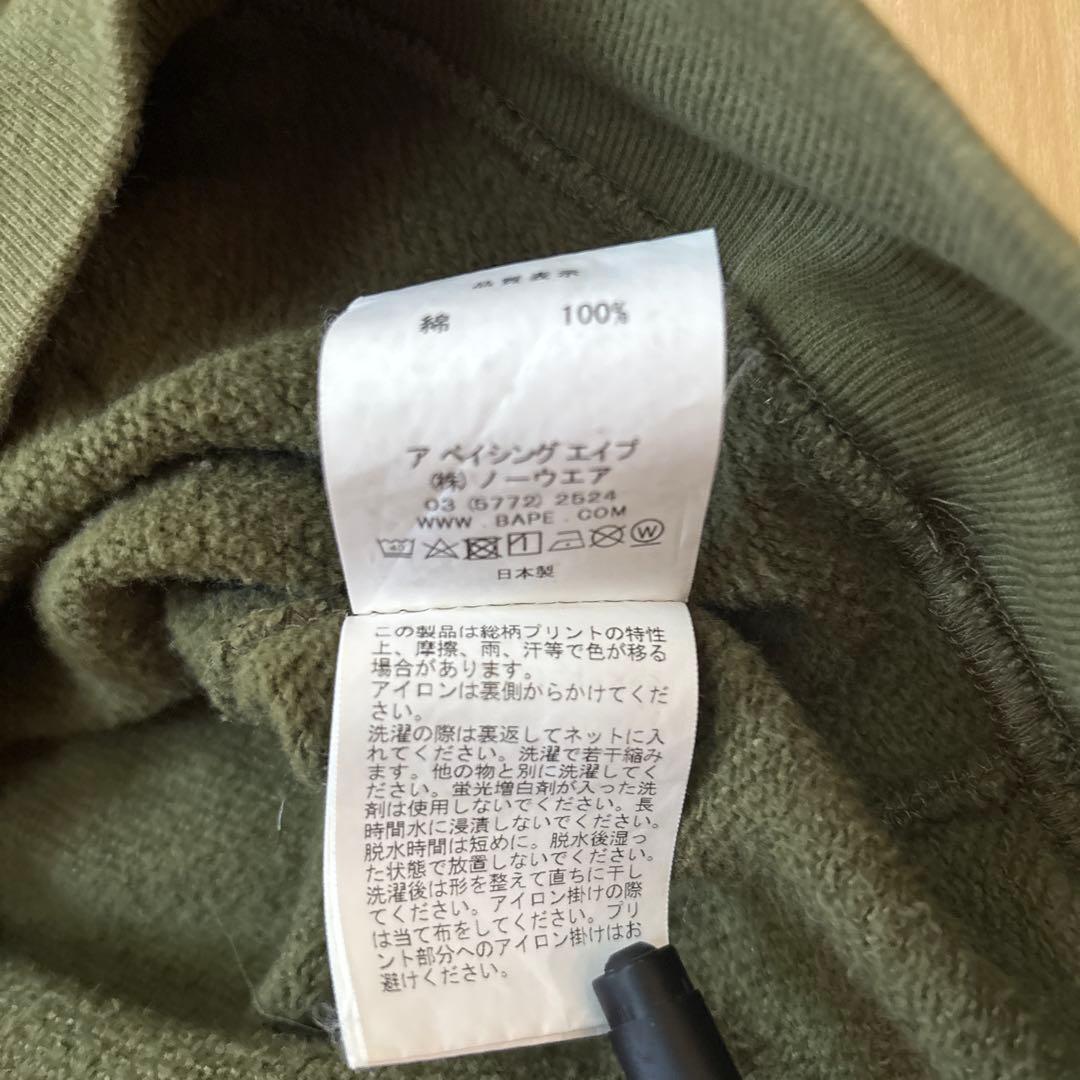 品質表示
綿 100%
ア ベイシング エイプ
㈱ ノーウエア
03 (5772) 2524
WWW.BAPE.COM
40 W
日本製
この製品は総柄プリントの特性
上、摩擦、雨、汗等で色が移る
場合があります。
アイロンは裏側からかけてくだ
さい。
洗濯の際は裏返してネットに入
れてください。洗濯で若干縮み
ます。他の物と別に洗濯してく
ださい。蛍光増白剤が入った洗
剤は使用しないでください。長
時間水に浸漬しないでください。
脱水時間は短めに。脱水後湿っ
た状態で放置しないでください。
洗濯後は形を整えて直ちに干し
てください。アイロン掛けの際
は当て布をしてください。プリ
ント部分へのアイロン掛けはお
避けください。